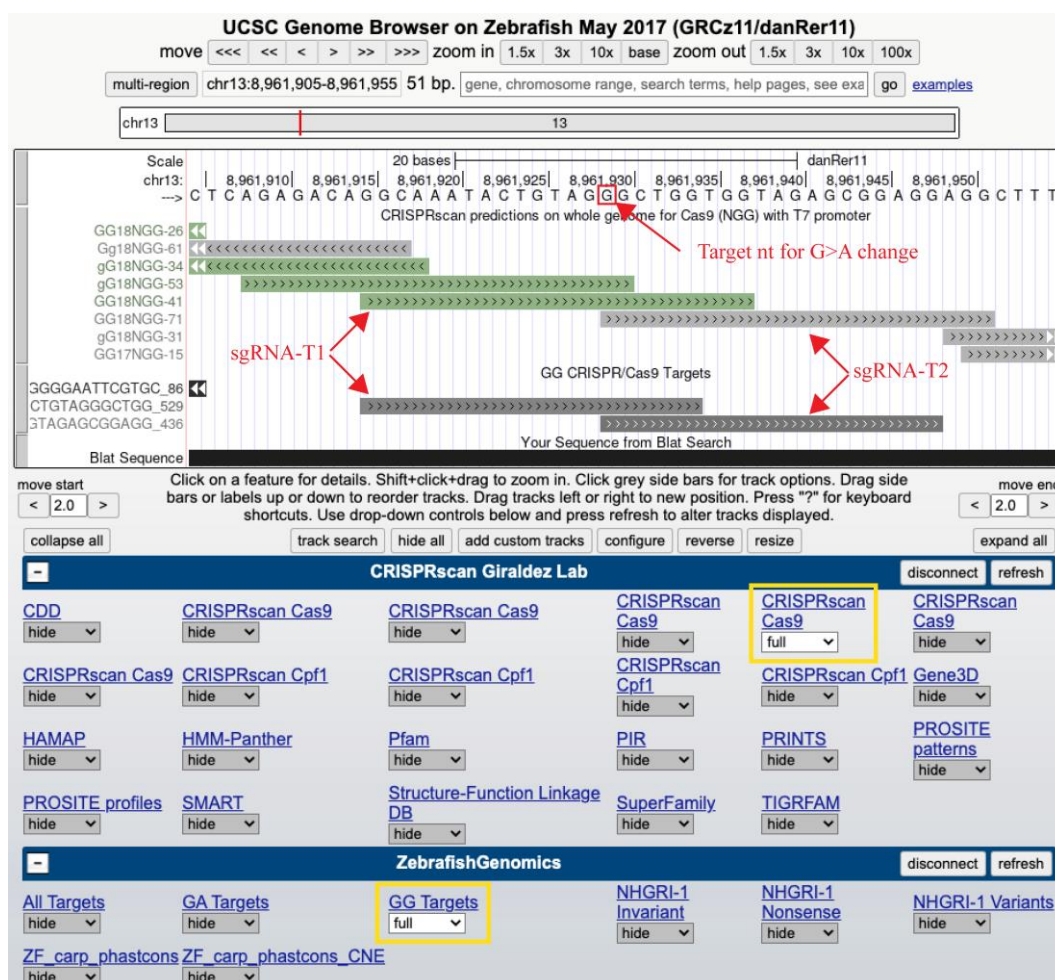 UCSC Genome Browser on Zebrafish May 2017 (GRCz11/danRer11)
move <<< << < > >> >>> zoom in 1.5x 3x 10x base zoom out 1.5x 3x 10x 100x
multi-region chr13:8,961,905-8,961,955 51 bp. gene, chromosome range, search terms, help pages, see exa go examples
chr13 13
Scale 20 bases danRer11
chr13: 8,961,910| 8,961,915| 8,961,920| 8,961,925| 8,961,930| 8,961,935| 8,961,940| 8,961,945| 8,961,950|
---> C T C A G A G A C A G G C A A A T A C T G T A G G G C T G G T G G T A G A G C G G A G G A G G C T T T
CRISPRscan predictions on whole genome for Cas9 (NGG) with T7 promoter
GG18NGG-26
Gg18NGG-61
Target nt for G>A change
gG18NGG-34
gG18NGG-53
GG18NGG-41
GG18NGG-71
gG18NGG-31
GG17NGG-15
sgRNA-T1
sgRNA-T2
GG CRISPR/Cas9 Targets
GGGGAATTCGTGC_86
CTGTAGGGCTGG_529
GTAGAGCGGAGG_436
Your Sequence from Blat Search
Blat Sequence
move start
< 2.0 >
Click on a feature for details. Shift+click+drag to zoom in. Click grey side bars for track options. Drag side
bars or labels up or down to reorder tracks. Drag tracks left or right to new position. Press "?" for keyboard
shortcuts. Use drop-down controls below and press refresh to alter tracks displayed.
move end
< 2.0 >
collapse all track search hide all add custom tracks configure reverse resize expand all
- CRISPRscan Giraldez Lab disconnect refresh
CDD CRISPRscan Cas9 CRISPRscan Cas9 CRISPRscan Cas9 CRISPRscan Cas9 CRISPRscan Cas9
hide hide hide hide full hide
CRISPRscan Cas9 CRISPRscan Cpf1 CRISPRscan Cpf1 CRISPRscan Cpf1 CRISPRscan Cpf1 Gene3D
hide hide hide hide hide hide
HAMAP HMM-Panther Pfam PIR PRINTS PROSITE patterns
hide hide hide hide hide hide
PROSITE profiles SMART Structure-Function Linkage DB SuperFamily TIGRFAM
hide hide hide hide hide
- ZebrafishGenomics disconnect refresh
All Targets GA Targets GG Targets NHGRI-1 Invariant NHGRI-1 Nonsense NHGRI-1 Variants
hide hide full hide hide hide
ZF_carp_phastcons ZF_carp_phastcons_CNE
hide hide